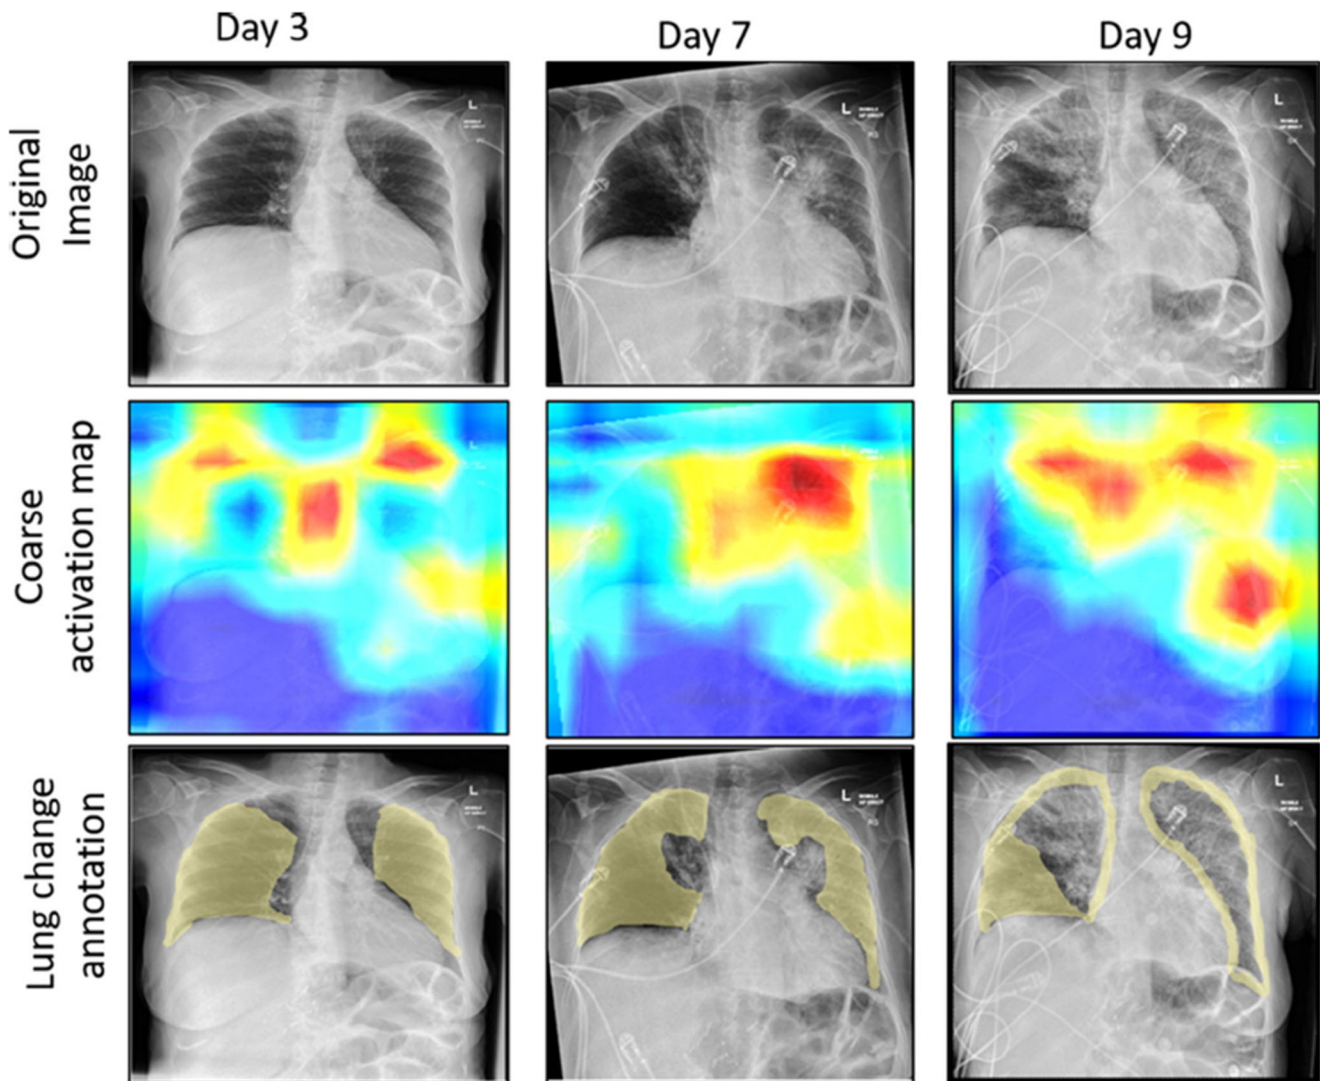 Day 3
Day 7
Day 9
Original
Image
L
L
L
Coarse
activation map
L
L
L
Lung change
annotation
L
L
L